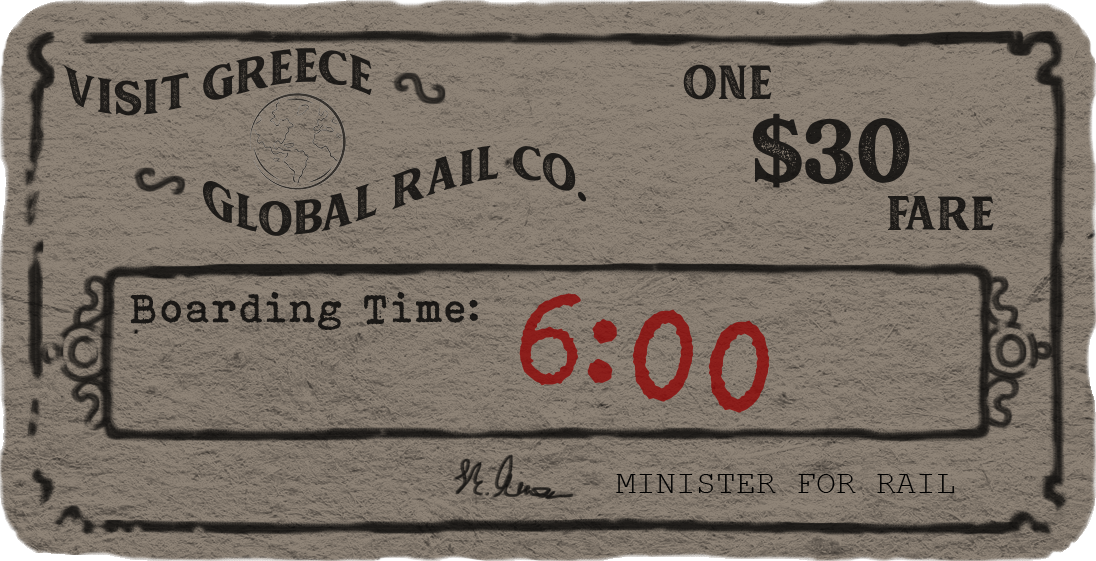 VISIT GREECE
GLOBAL RAIL CO.
ONE
$30
FARE
Boarding Time:
6:00
MINISTER FOR RAIL